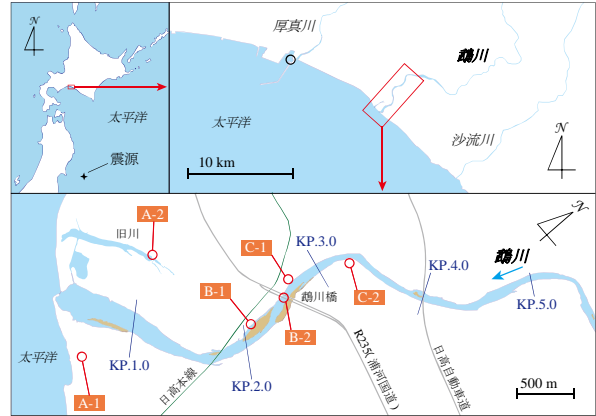 N
太平洋
震源
厚真川
鵡川
太平洋
沙流川
10 km
N
A-2
旧川
C-1
KP.3.0
鵡川
N
KP.4.0
KP.5.0
鵡川橋
C-2
B-1
B-2
KP.1.0
KP.2.0
太平洋
A-1
日高本線
R235(浦河国道)
日高自動車道
500 m